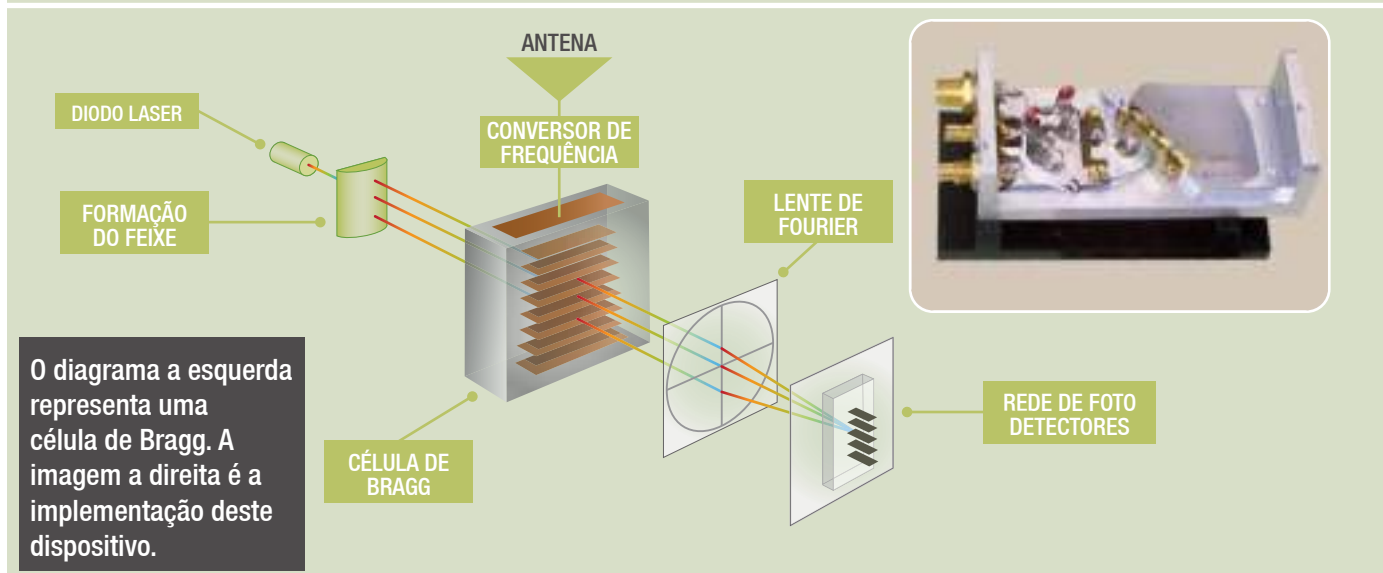 ANTENA
DIODO LASER
CONVERSOR DE
FREQUÊNCIA
FORMAÇÃO
DO FEIXE
LENTE DE
FOURIER
O diagrama a esquerda
representa uma
célula de Bragg. A
imagem a direita é a
implementação deste
dispositivo.
CÉLULA DE
BRAGG
REDE DE FOTO
DETECTORES